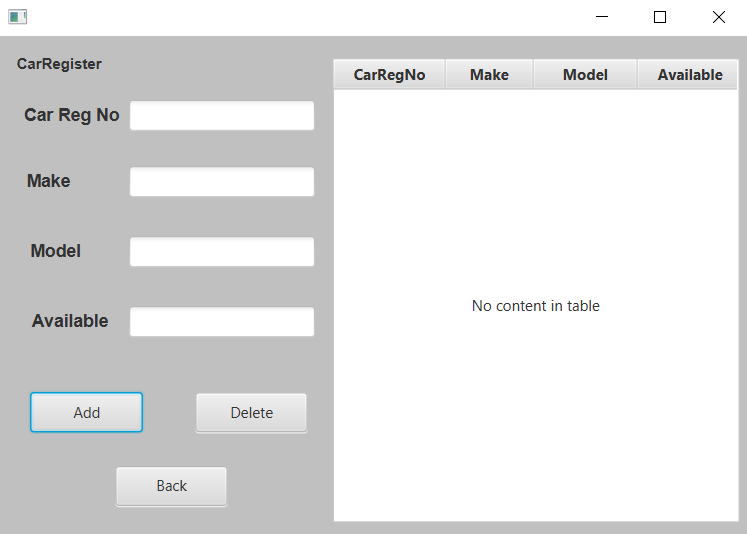 CarRegister
Car Reg No
Make
Model
Available
Add
Delete
Back
CarRegNo Make Model Available
No content in table